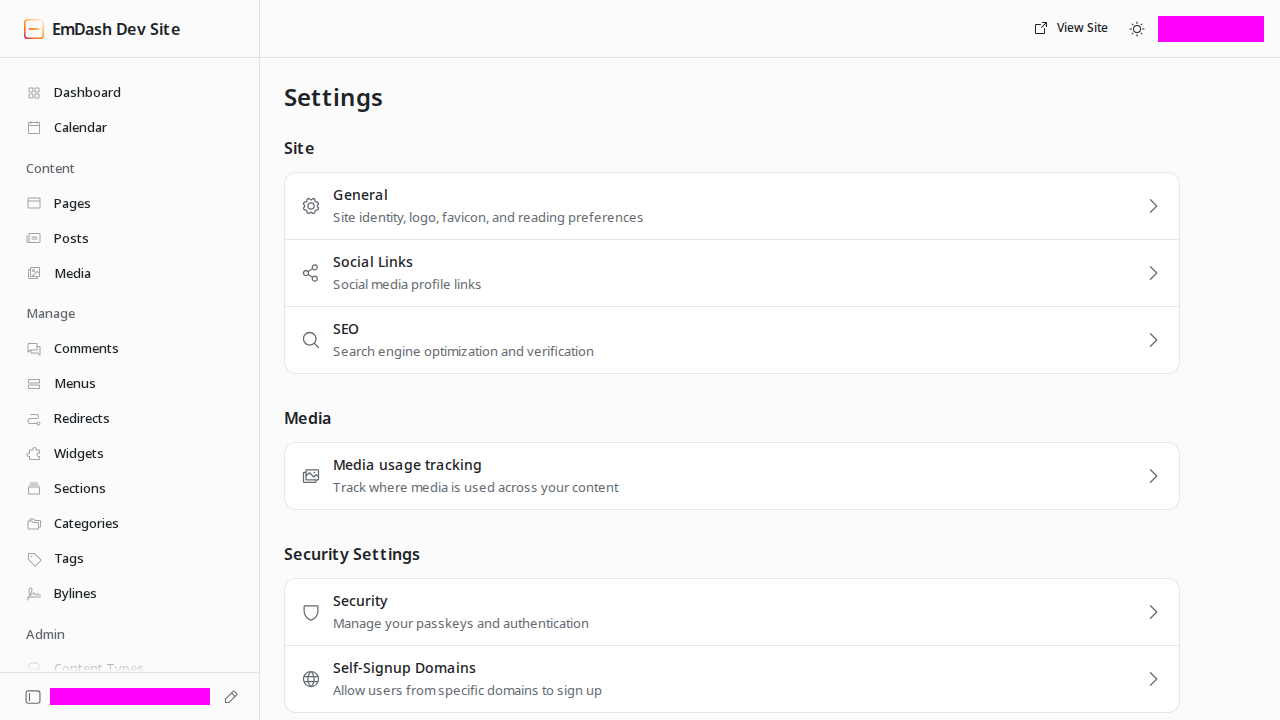 EmDash Dev Site
View Site
Dashboard
Calendar
Content
Pages
Posts
Media
Manage
Comments
Menus
Redirects
Widgets
Sections
Categories
Tags
Bylines
Admin
Content Types
Settings
Site
General
Site identity, logo, favicon, and reading preferences
Social Links
Social media profile links
SEO
Search engine optimization and verification
Media
Media usage tracking
Track where media is used across your content
Security Settings
Security
Manage your passkeys and authentication
Self-Signup Domains
Allow users from specific domains to sign up